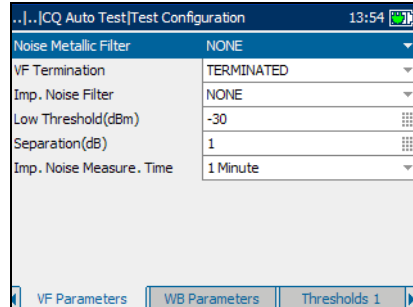 ..|..|CQ Auto Test|Test Configuration 13:54
Noise Metallic Filter NONE
VF Termination TERMINATED
Imp. Noise Filter NONE
Low Threshold(dBm) -30
Separation(dB) 1
Imp. Noise Measure. Time 1 Minute
VF Parameters WB Parameters Thresholds 1